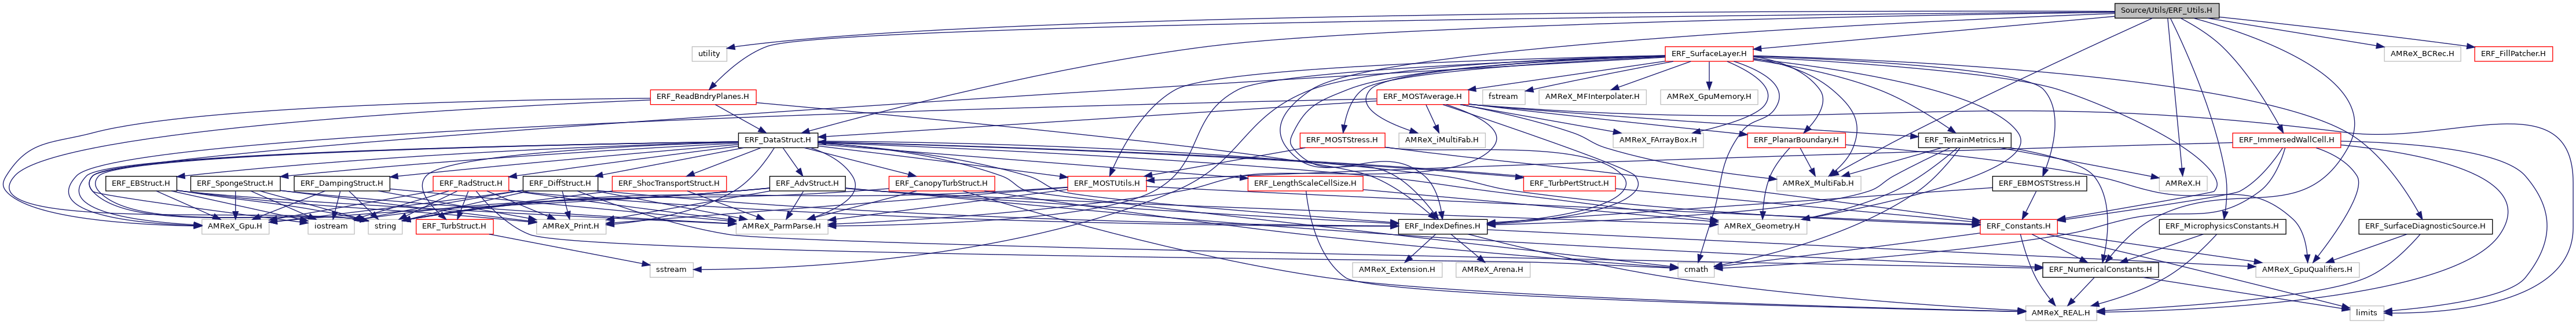 Source/Utils/ERF_Utils.H
utility
ERF_SurfaceLayer.H
AMReX_BCRec.H
ERF_FillPatcher.H
ERF_ReadBndryPlanes.H
ERF_MOSTAverage.H
fstream
AMReX_MFInterpolater.H
AMReX_GpuMemory.H
ERF_DataStruct.H
ERF_MOSTStress.H
AMReX_iMultiFab.H
AMReX_FArrayBox.H
ERF_PlanarBoundary.H
ERF_TerrainMetrics.H
ERF_ImmersedWallCell.H
ERF_EBStruct.H
ERF_SpongeStruct.H
ERF_DampingStruct.H
ERF_RadStruct.H
ERF_DiffStruct.H
ERF_ShocTransportStruct.H
ERF_AdvStruct.H
ERF_CanopyTurbStruct.H
ERF_MOSTUtils.H
ERF_LengthScaleCellSize.H
ERF_TurbPertStruct.H
AMReX_MultiFab.H
ERF_EBMOSTStress.H
AMReX.H
AMReX_Gpu.H
iostream
string
ERF_TurbStruct.H
AMReX_Print.H
AMReX_ParmParse.H
ERF_IndexDefines.H
AMReX_Geometry.H
ERF_Constants.H
ERF_MicrophysicsConstants.H
ERF_SurfaceDiagnosticSource.H
sstream
AMReX_Extension.H
AMReX_Arena.H
cmath
ERF_NumericalConstants.H
AMReX_GpuQualifiers.H
AMReX_REAL.H
limits